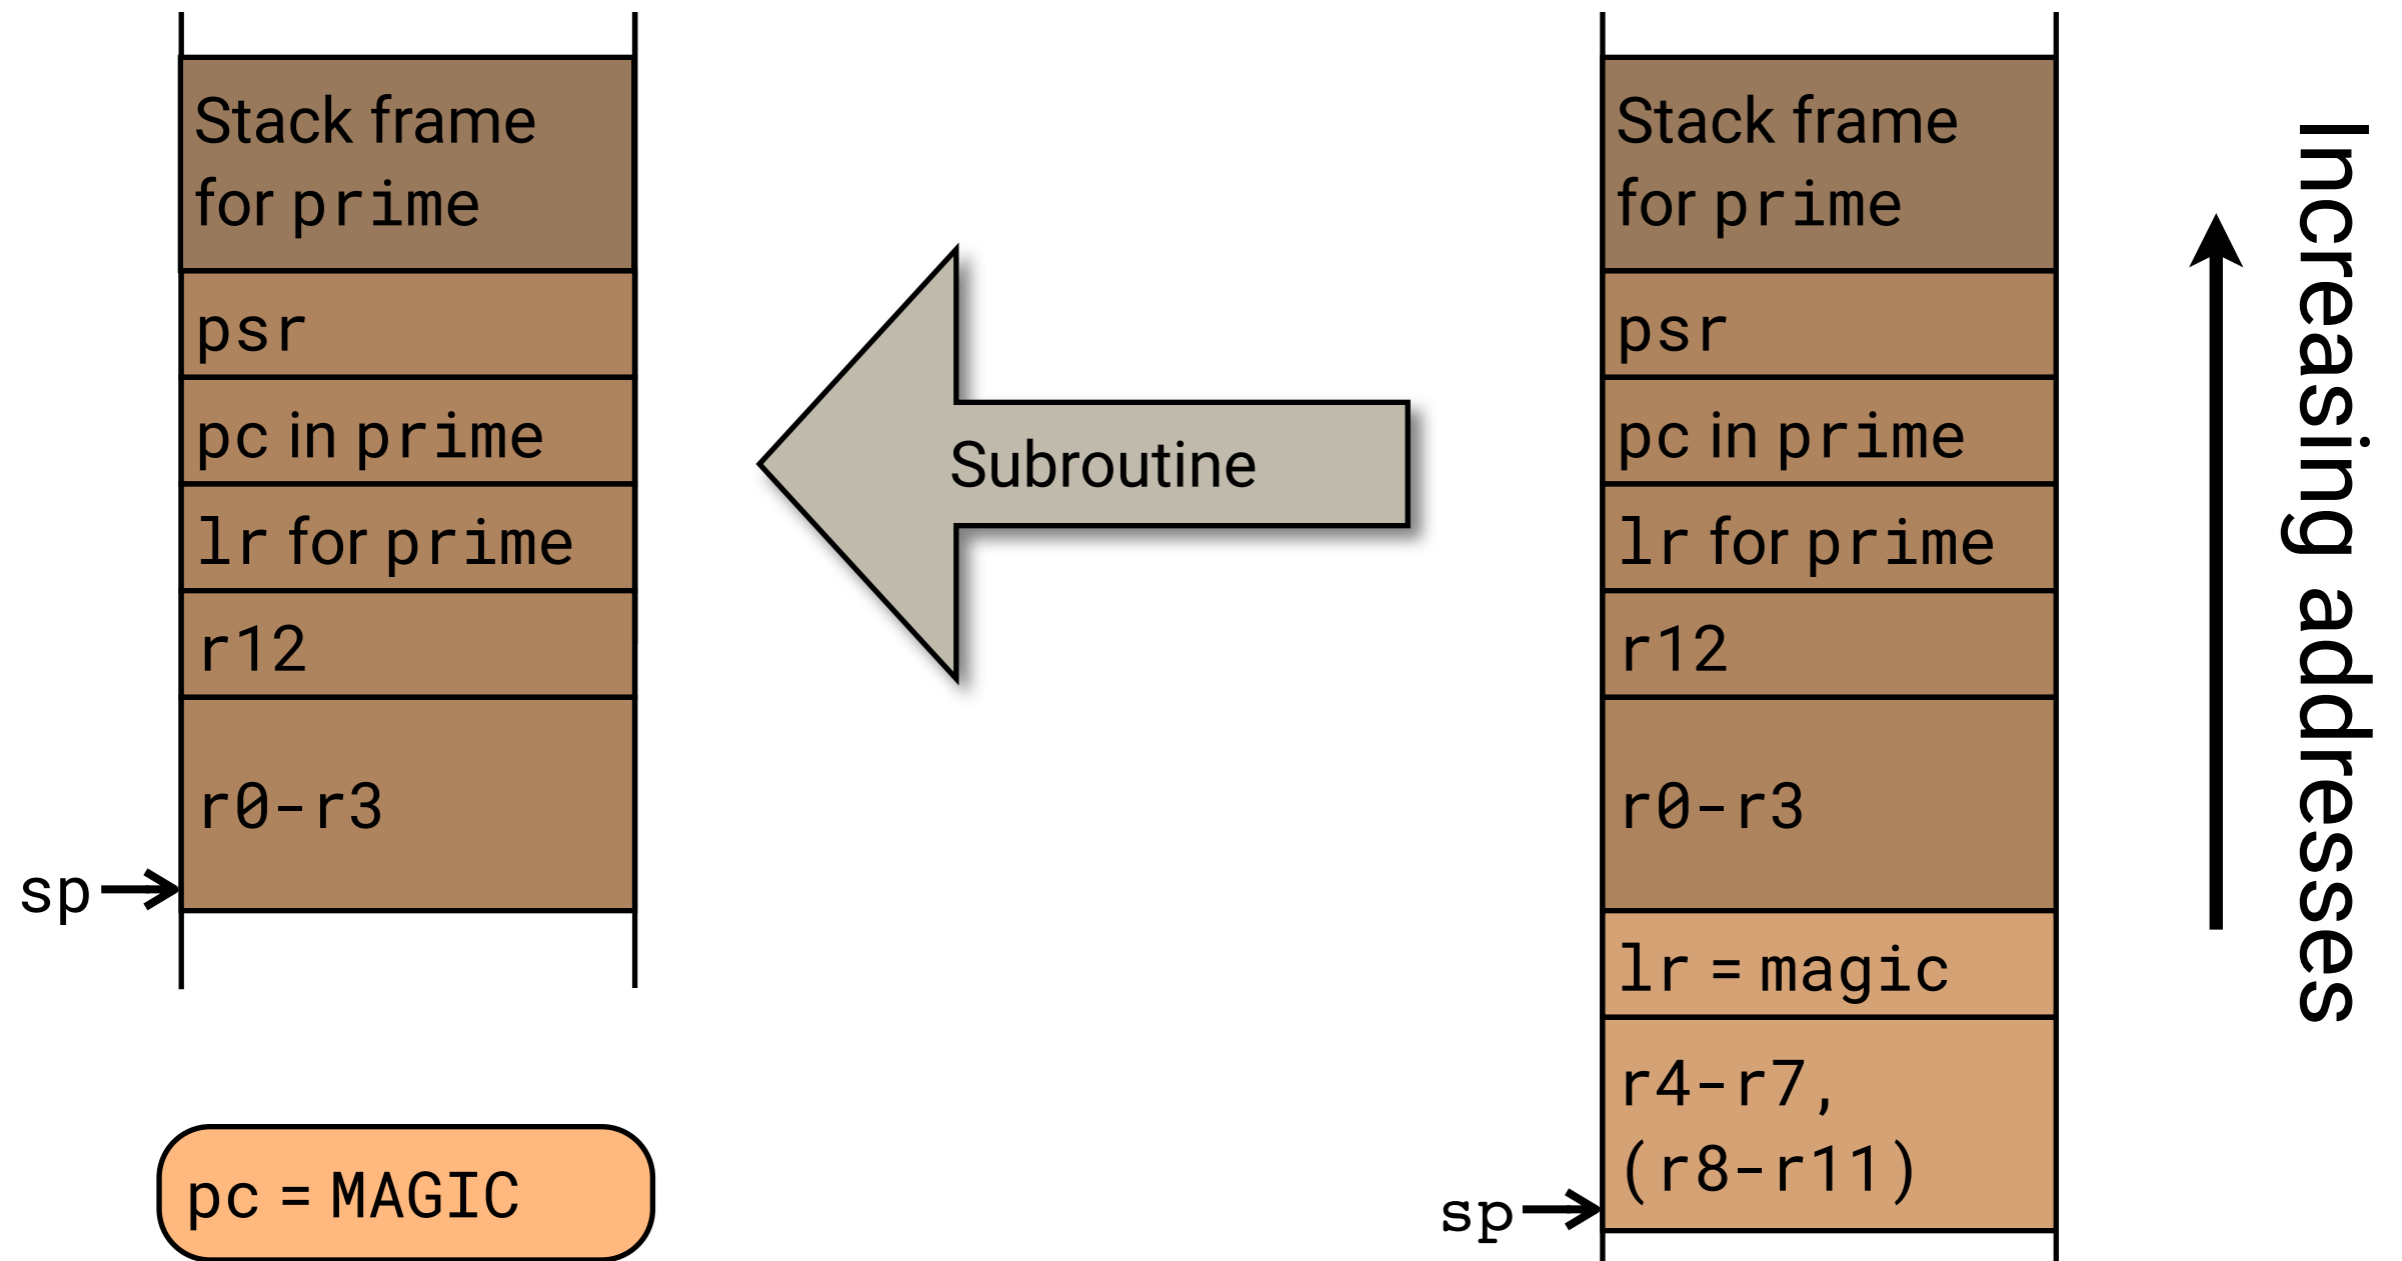 Stack frame
for prime
psr
pc in prime
lr for prime
r12
r0-r3
sp
pc = MAGIC
Subroutine
Stack frame
for prime
psr
pc in prime
lr for prime
r12
r0-r3
lr = magic
r4-r7,
(r8-r11)
sp
Increasing addresses